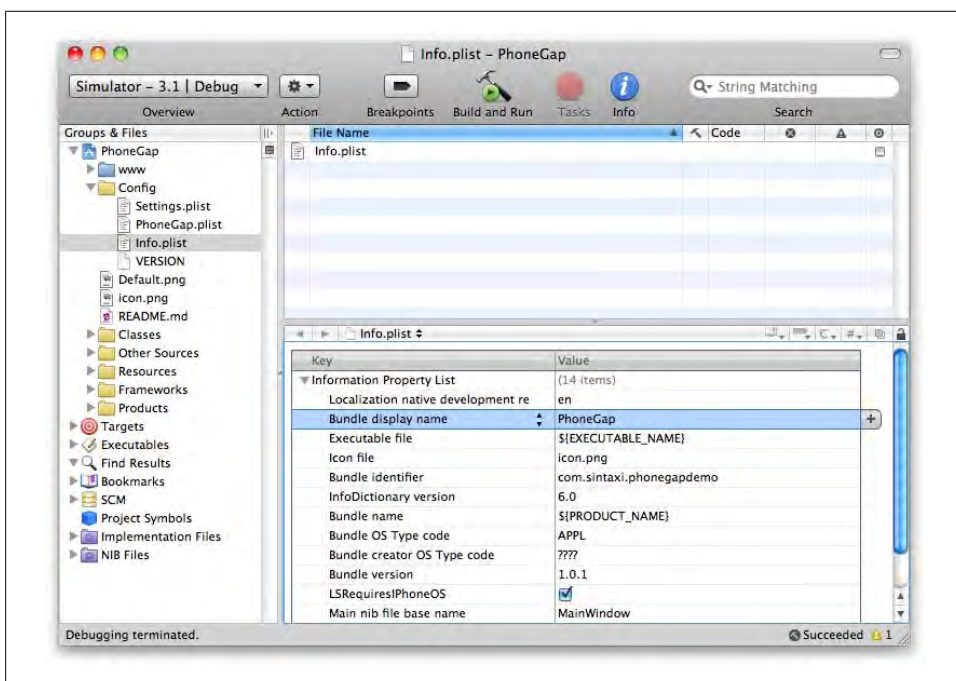 Info.plist – PhoneGap
Simulator – 3.1 | Debug
String Matching
Overview
Action
Breakpoints
Build and Run
Tasks
Info
Search
Groups & Files
PhoneGap
www
Config
Settings.plist
PhoneGap.plist
Info.plist
VERSION
Default.png
icon.png
README.md
Classes
Other Sources
Resources
Frameworks
Products
Targets
Executables
Find Results
Bookmarks
SCM
Project Symbols
Implementation Files
NIB Files
File Name
Code
Info.plist
Info.plist
Key Value
Information Property List (14 items)
Localization native development re en
Bundle display name PhoneGap
Executable file ${EXECUTABLE_NAME}
Icon file icon.png
Bundle identifier com.sintaxi.phonegapdemo
InfoDictionary version 6.0
Bundle name ${PRODUCT_NAME}
Bundle OS Type code APPL
Bundle creator OS Type code ????
Bundle version 1.0.1
LSRequiresIPhoneOS
Main nib file base name MainWindow
Debugging terminated.
Succeeded 1